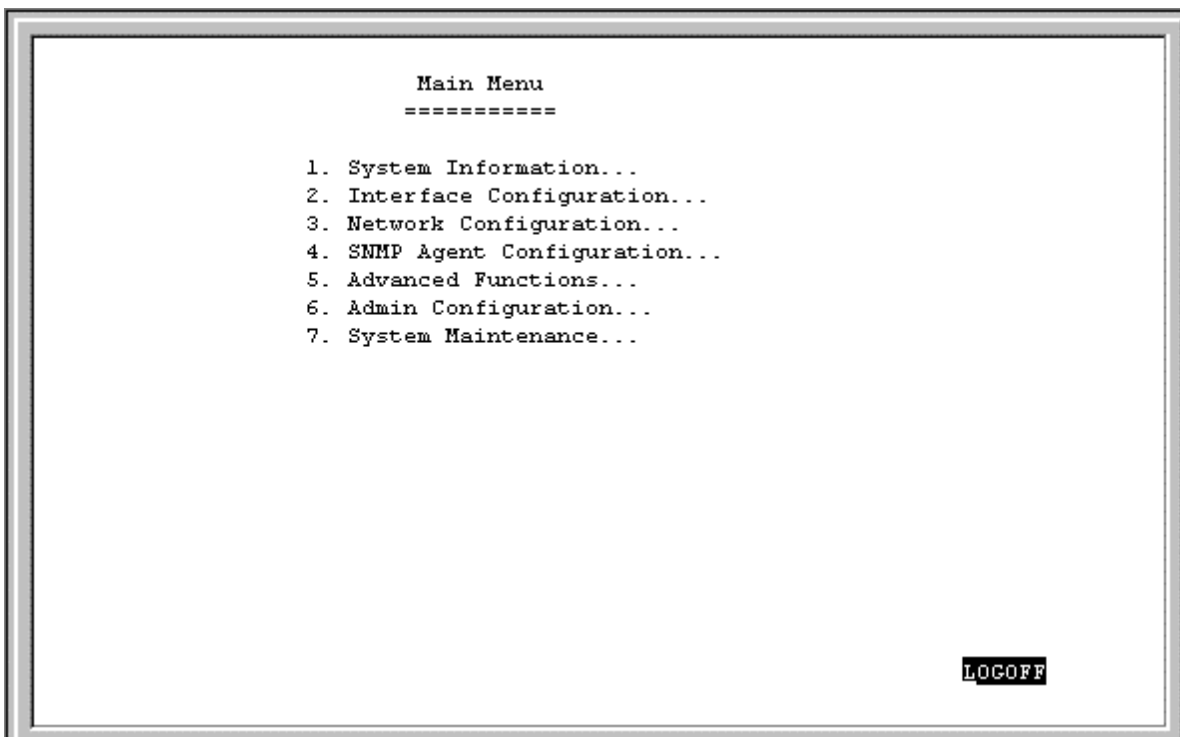 Main Menu
===========
1. System Information...
2. Interface Configuration...
3. Network Configuration...
4. SNMP Agent Configuration...
5. Advanced Functions...
6. Admin Configuration...
7. System Maintenance...
LOGOFF